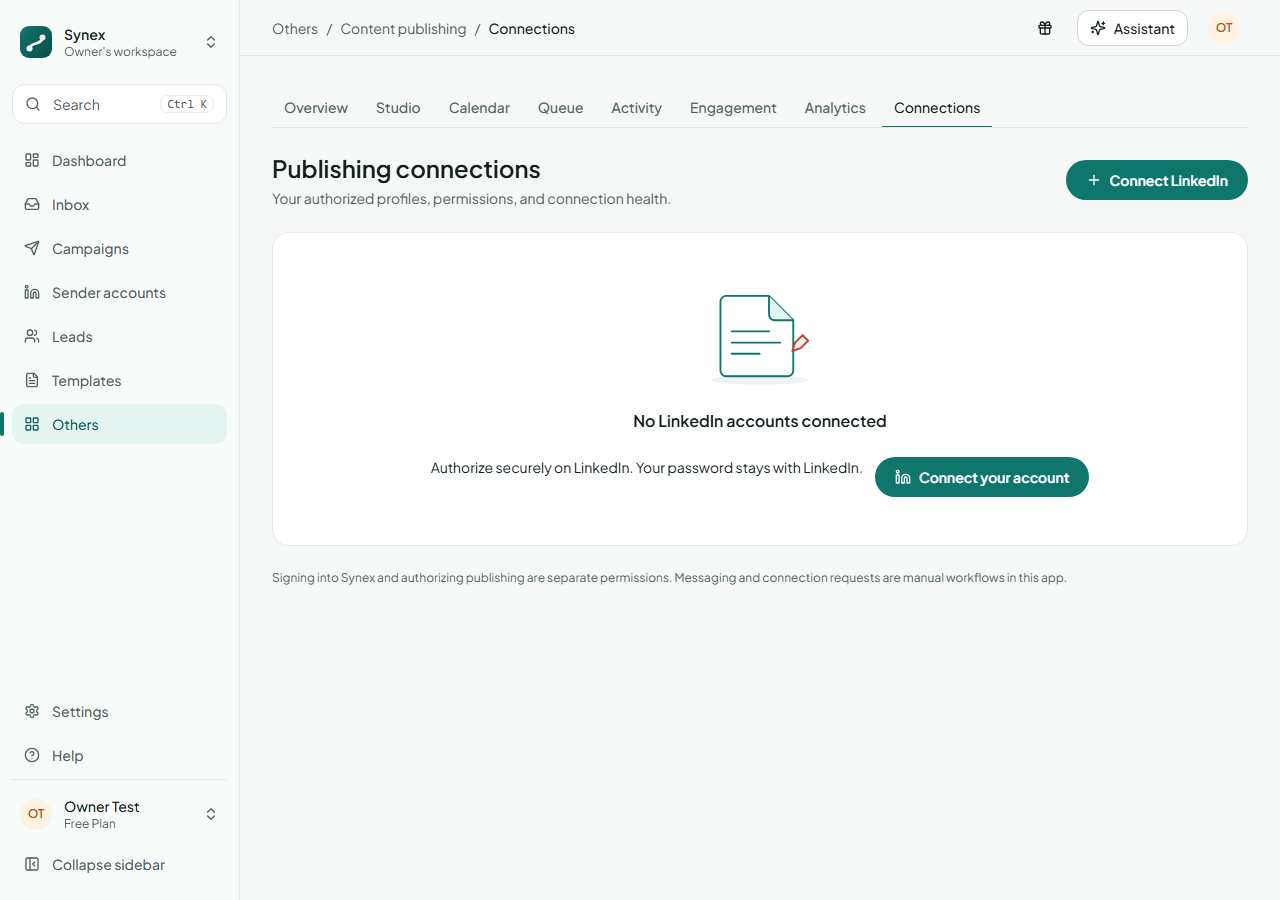 Synex
Owner's workspace
Search Ctrl K
Dashboard
Inbox
Campaigns
Sender accounts
Leads
Templates
Others
Settings
Help
OT Owner Test
Free Plan
Collapse sidebar
Others / Content publishing / Connections
Assistant
OT
Overview Studio Calendar Queue Activity Engagement Analytics Connections
Publishing connections
Your authorized profiles, permissions, and connection health.
Connect LinkedIn
No LinkedIn accounts connected
Authorize securely on LinkedIn. Your password stays with LinkedIn.
Connect your account
Signing into Synex and authorizing publishing are separate permissions. Messaging and connection requests are manual workflows in this app.